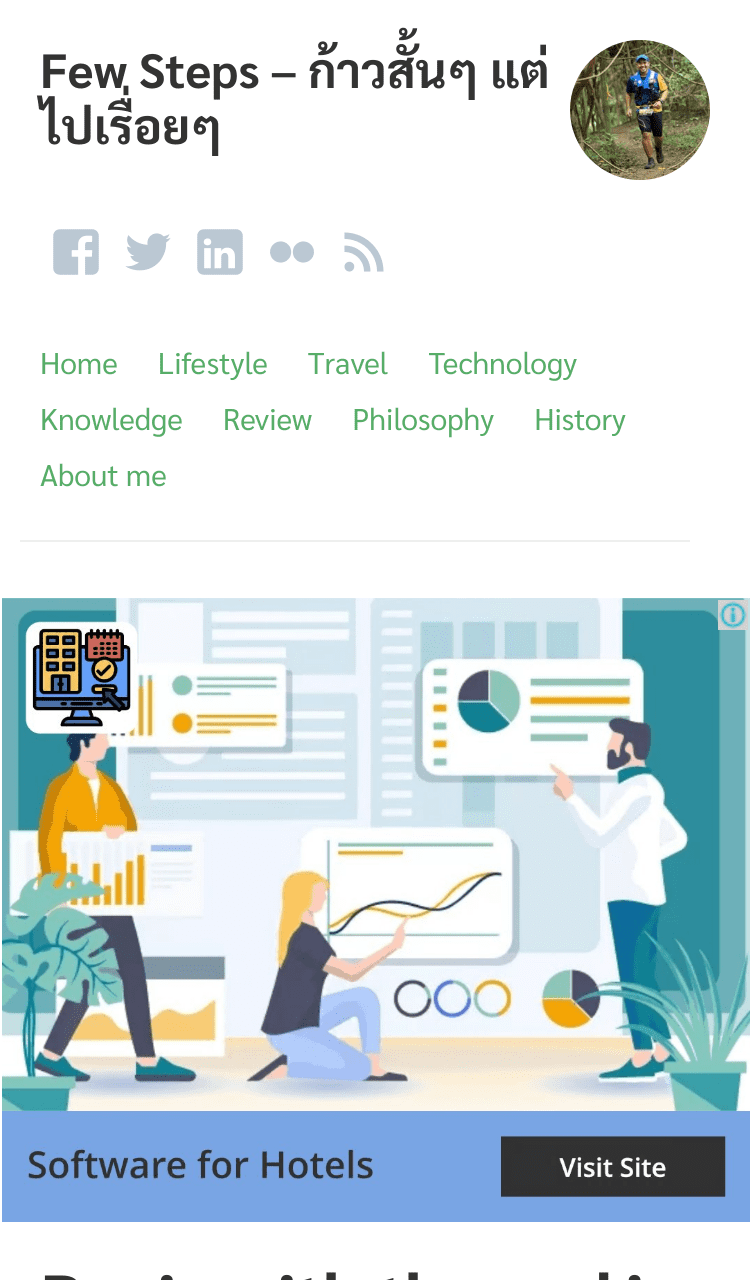 Few Steps – ก้าวสั้นๆ แต่
ไปเรื่อยๆ
Home Lifestyle Travel Technology
Knowledge Review Philosophy History
About me
Software for Hotels
Visit Site